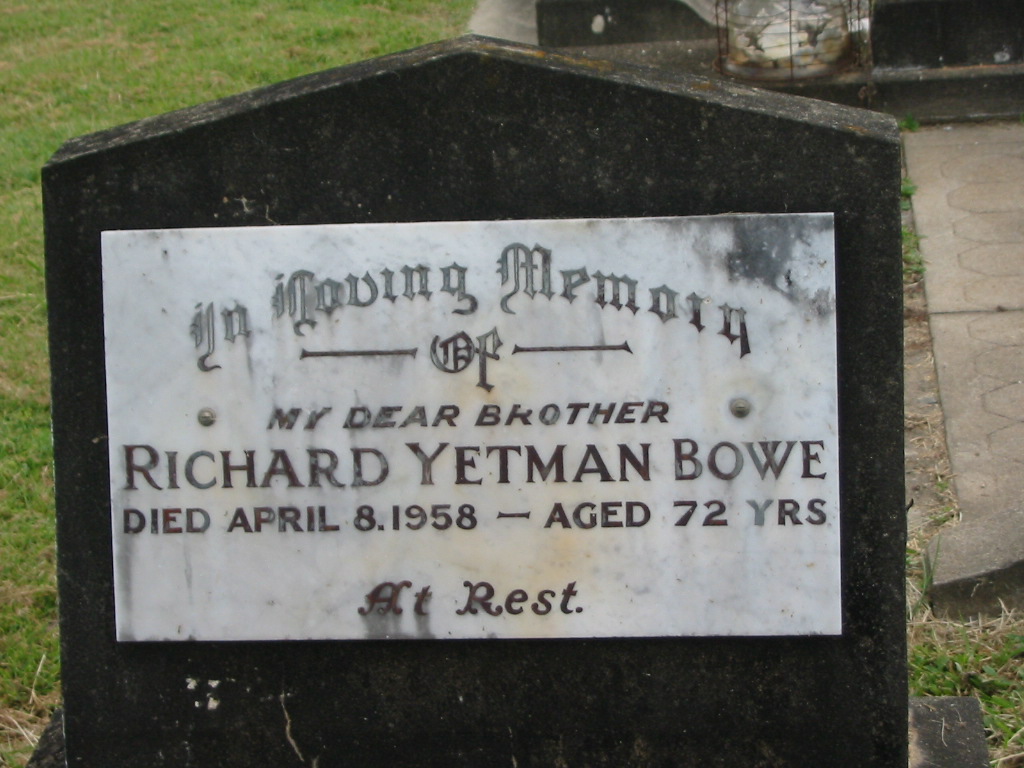 In Loving Memory
Of
MY DEAR BROTHER
RICHARD YETMAN BOWE
DIED APRIL 8.1958 — AGED 72 YRS
At Rest.